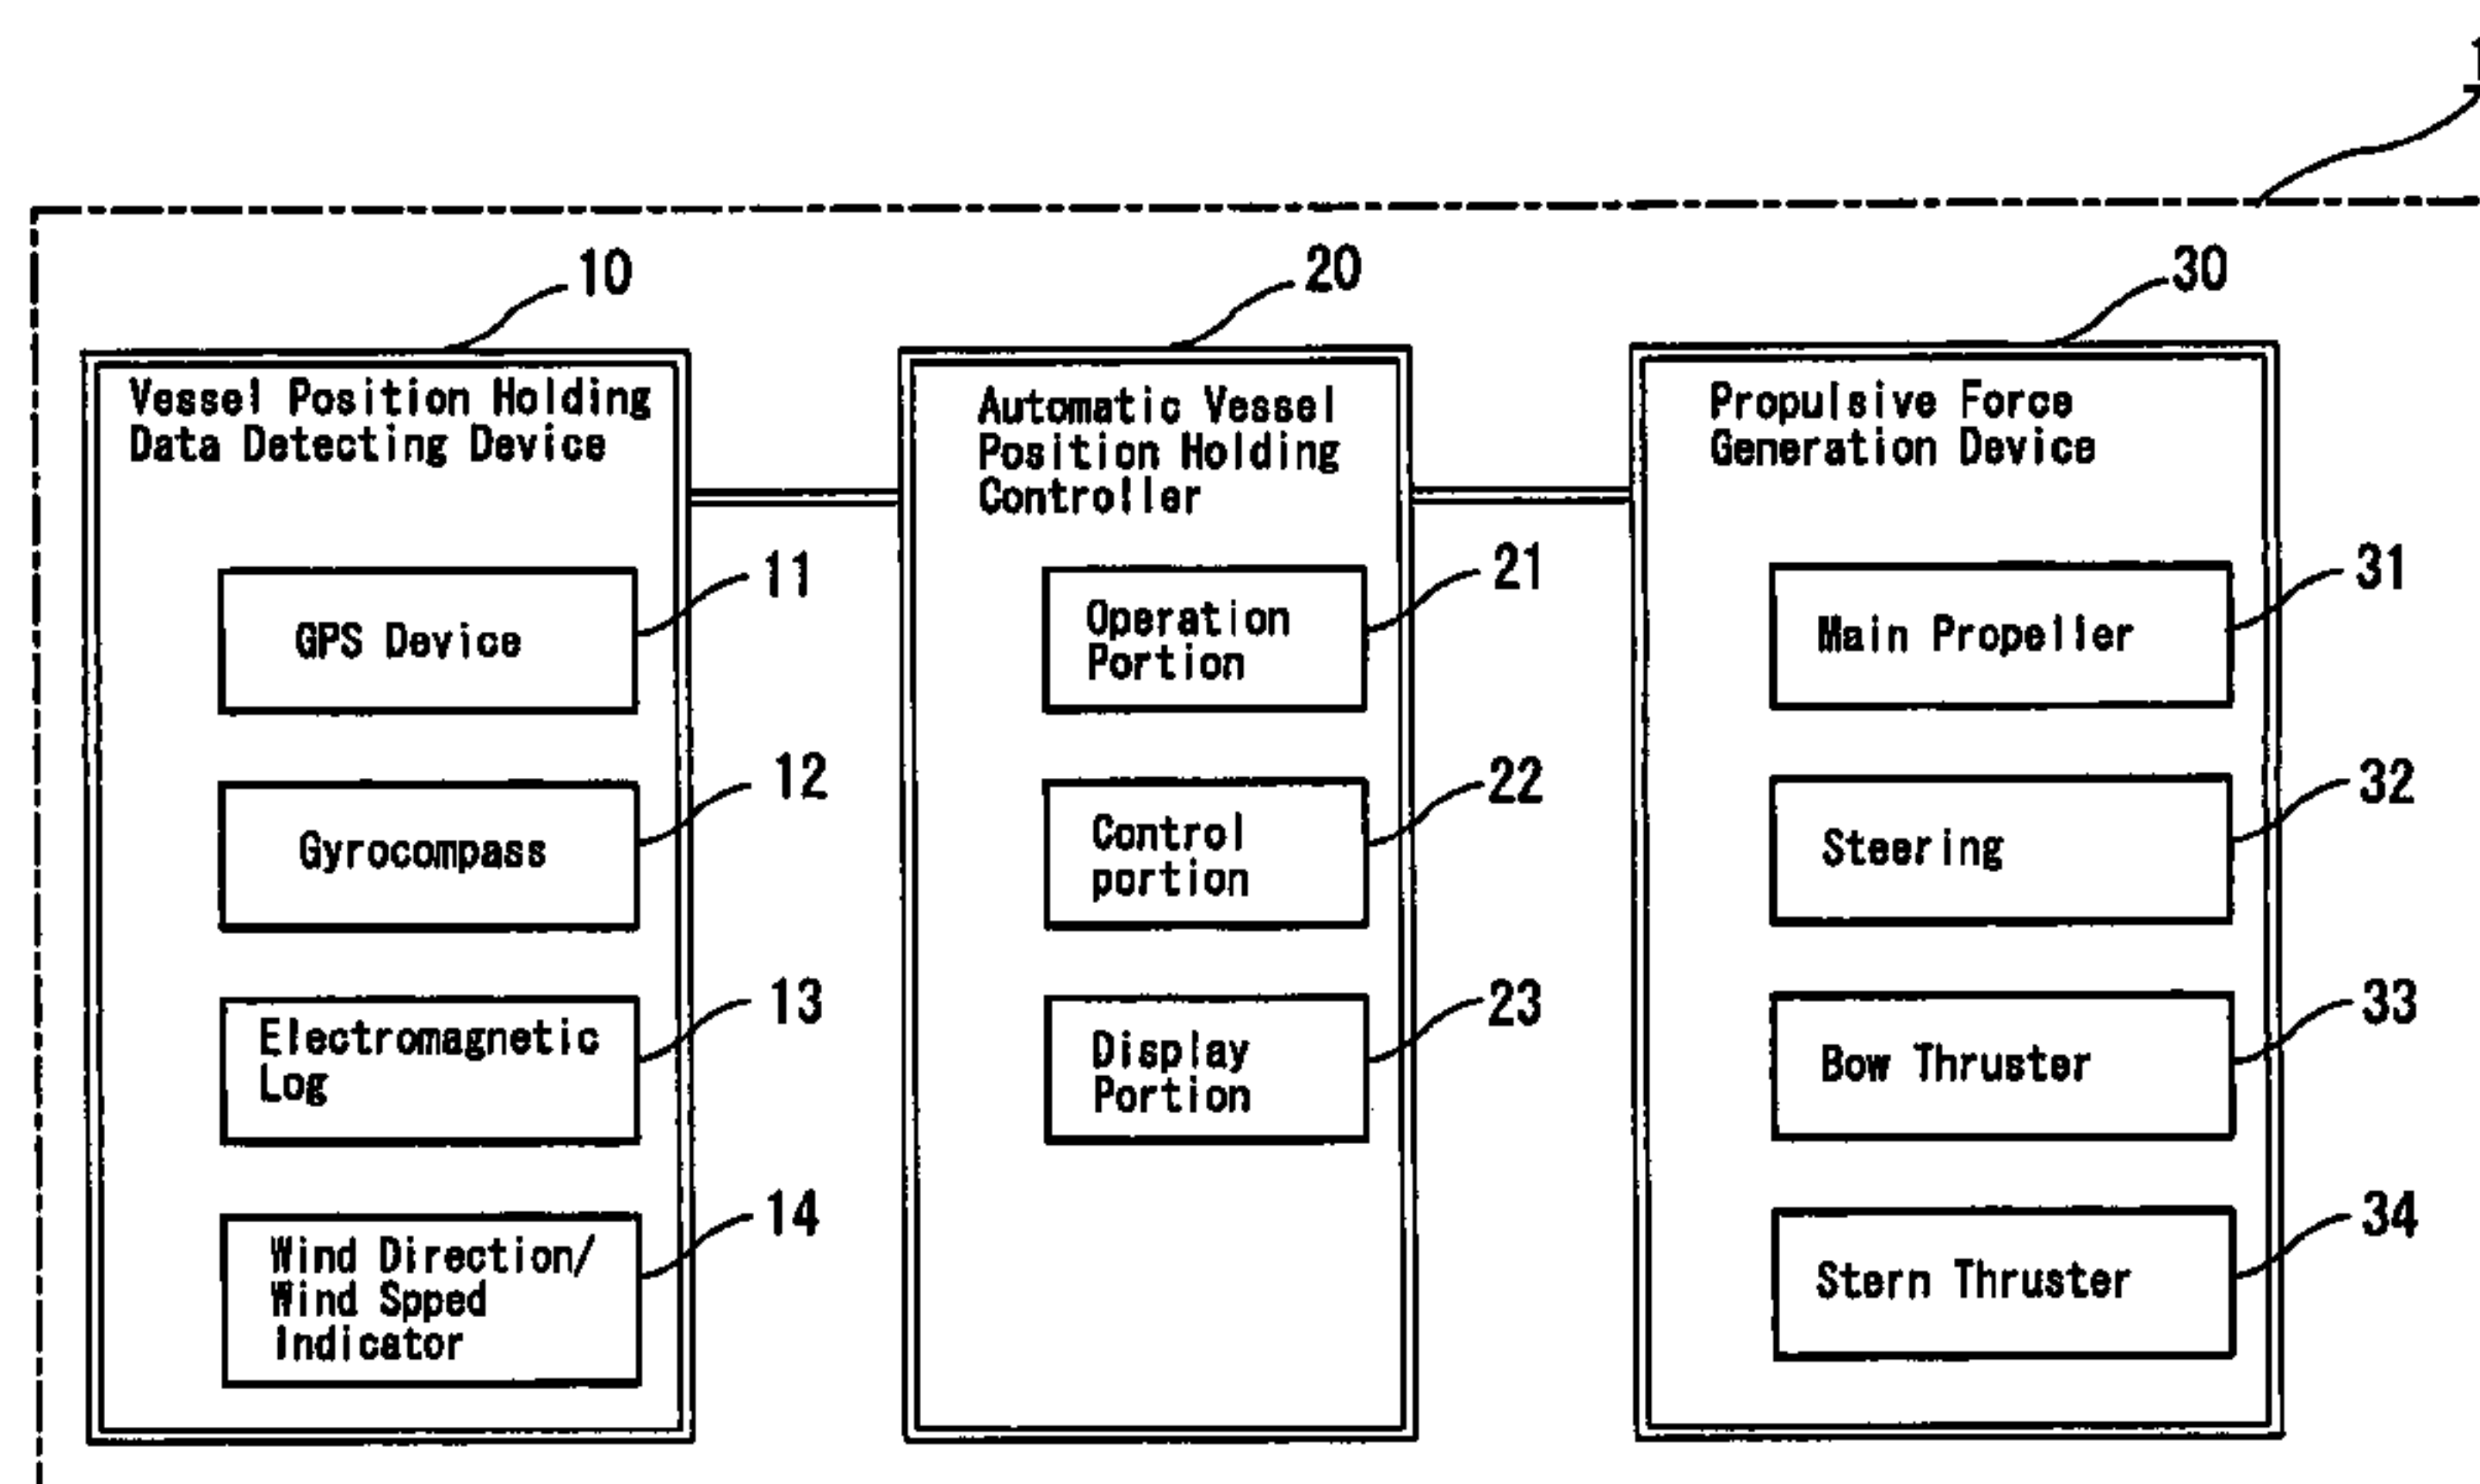 1
10
20
30
Vessel Position Holding
Data Detecting Device
Automatic Vessel
Position Holding
Controller
Propulsive Force
Generation Device
GPS Device
11
Gyrocompass
12
Electromagnetic
Log
13
Wind Direction/
Wind Spped
Indicator
14
Operation
Portion
21
Control
portion
22
Display
Portion
23
Main Propeller
31
Steering
32
Bow Thruster
33
Stern Thruster
34